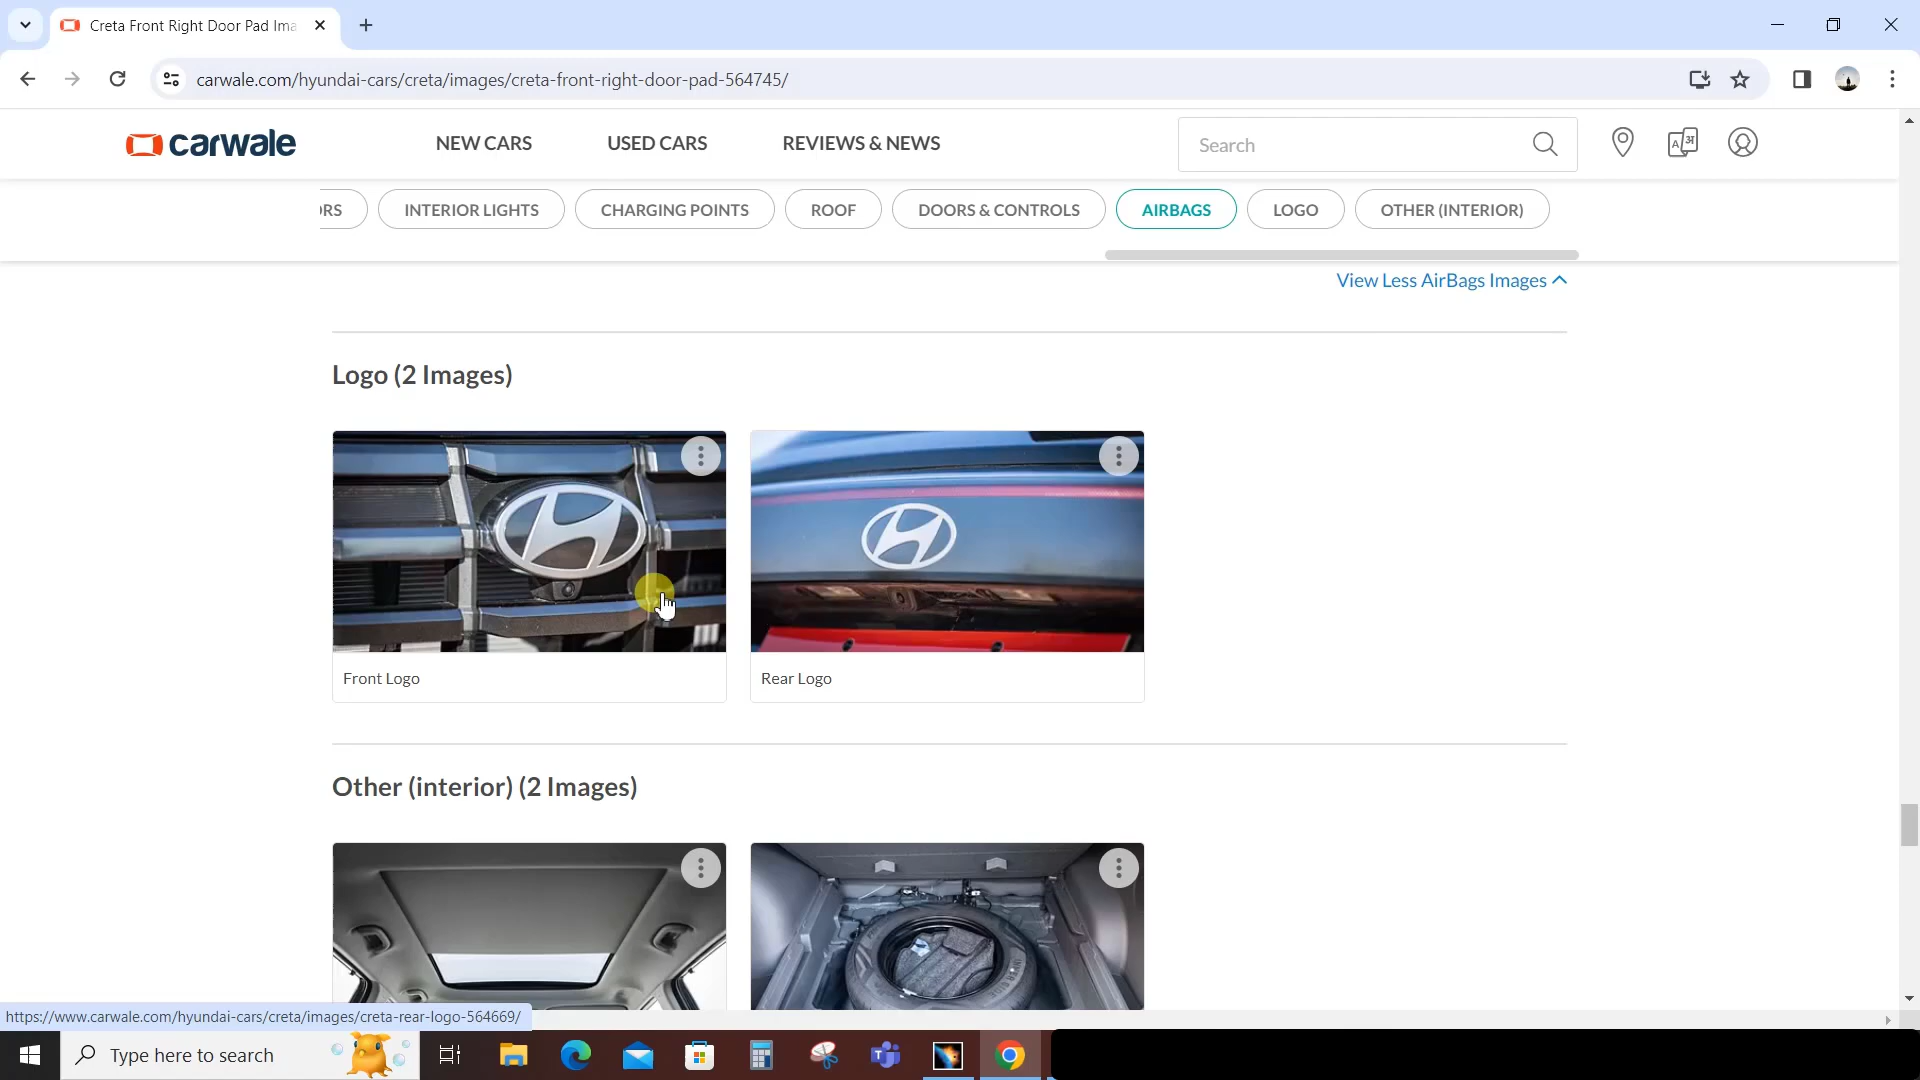 Creta Front Right Door Pad Ima
carwale.com/hyundai-cars/creta/images/creta-front-right-door-pad-564745/
carwale
NEW CARS
USED CARS
REVIEWS & NEWS
Search
ORS
INTERIOR LIGHTS
CHARGING POINTS
ROOF
DOORS & CONTROLS
AIRBAGS
LOGO
OTHER (INTERIOR)
View Less AirBags Images
Logo (2 Images)
Front Logo
Rear Logo
Other (interior) (2 Images)
https://www.carwale.com/hyundai-cars/creta/images/creta-rear-logo-564669/
Type here to search